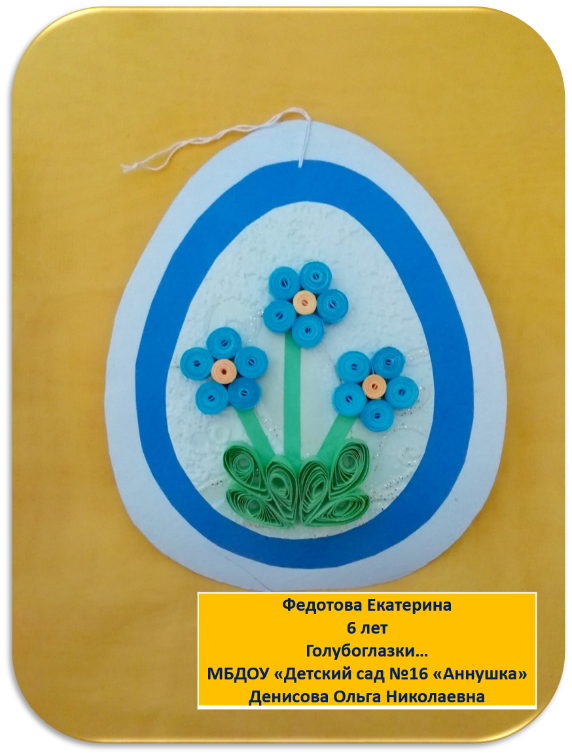 Федотова Екатерина
6 лет
Голубоглазки...
МБДОУ «Детский сад №16 «Аннушка»
Денисова Ольга Николаевна